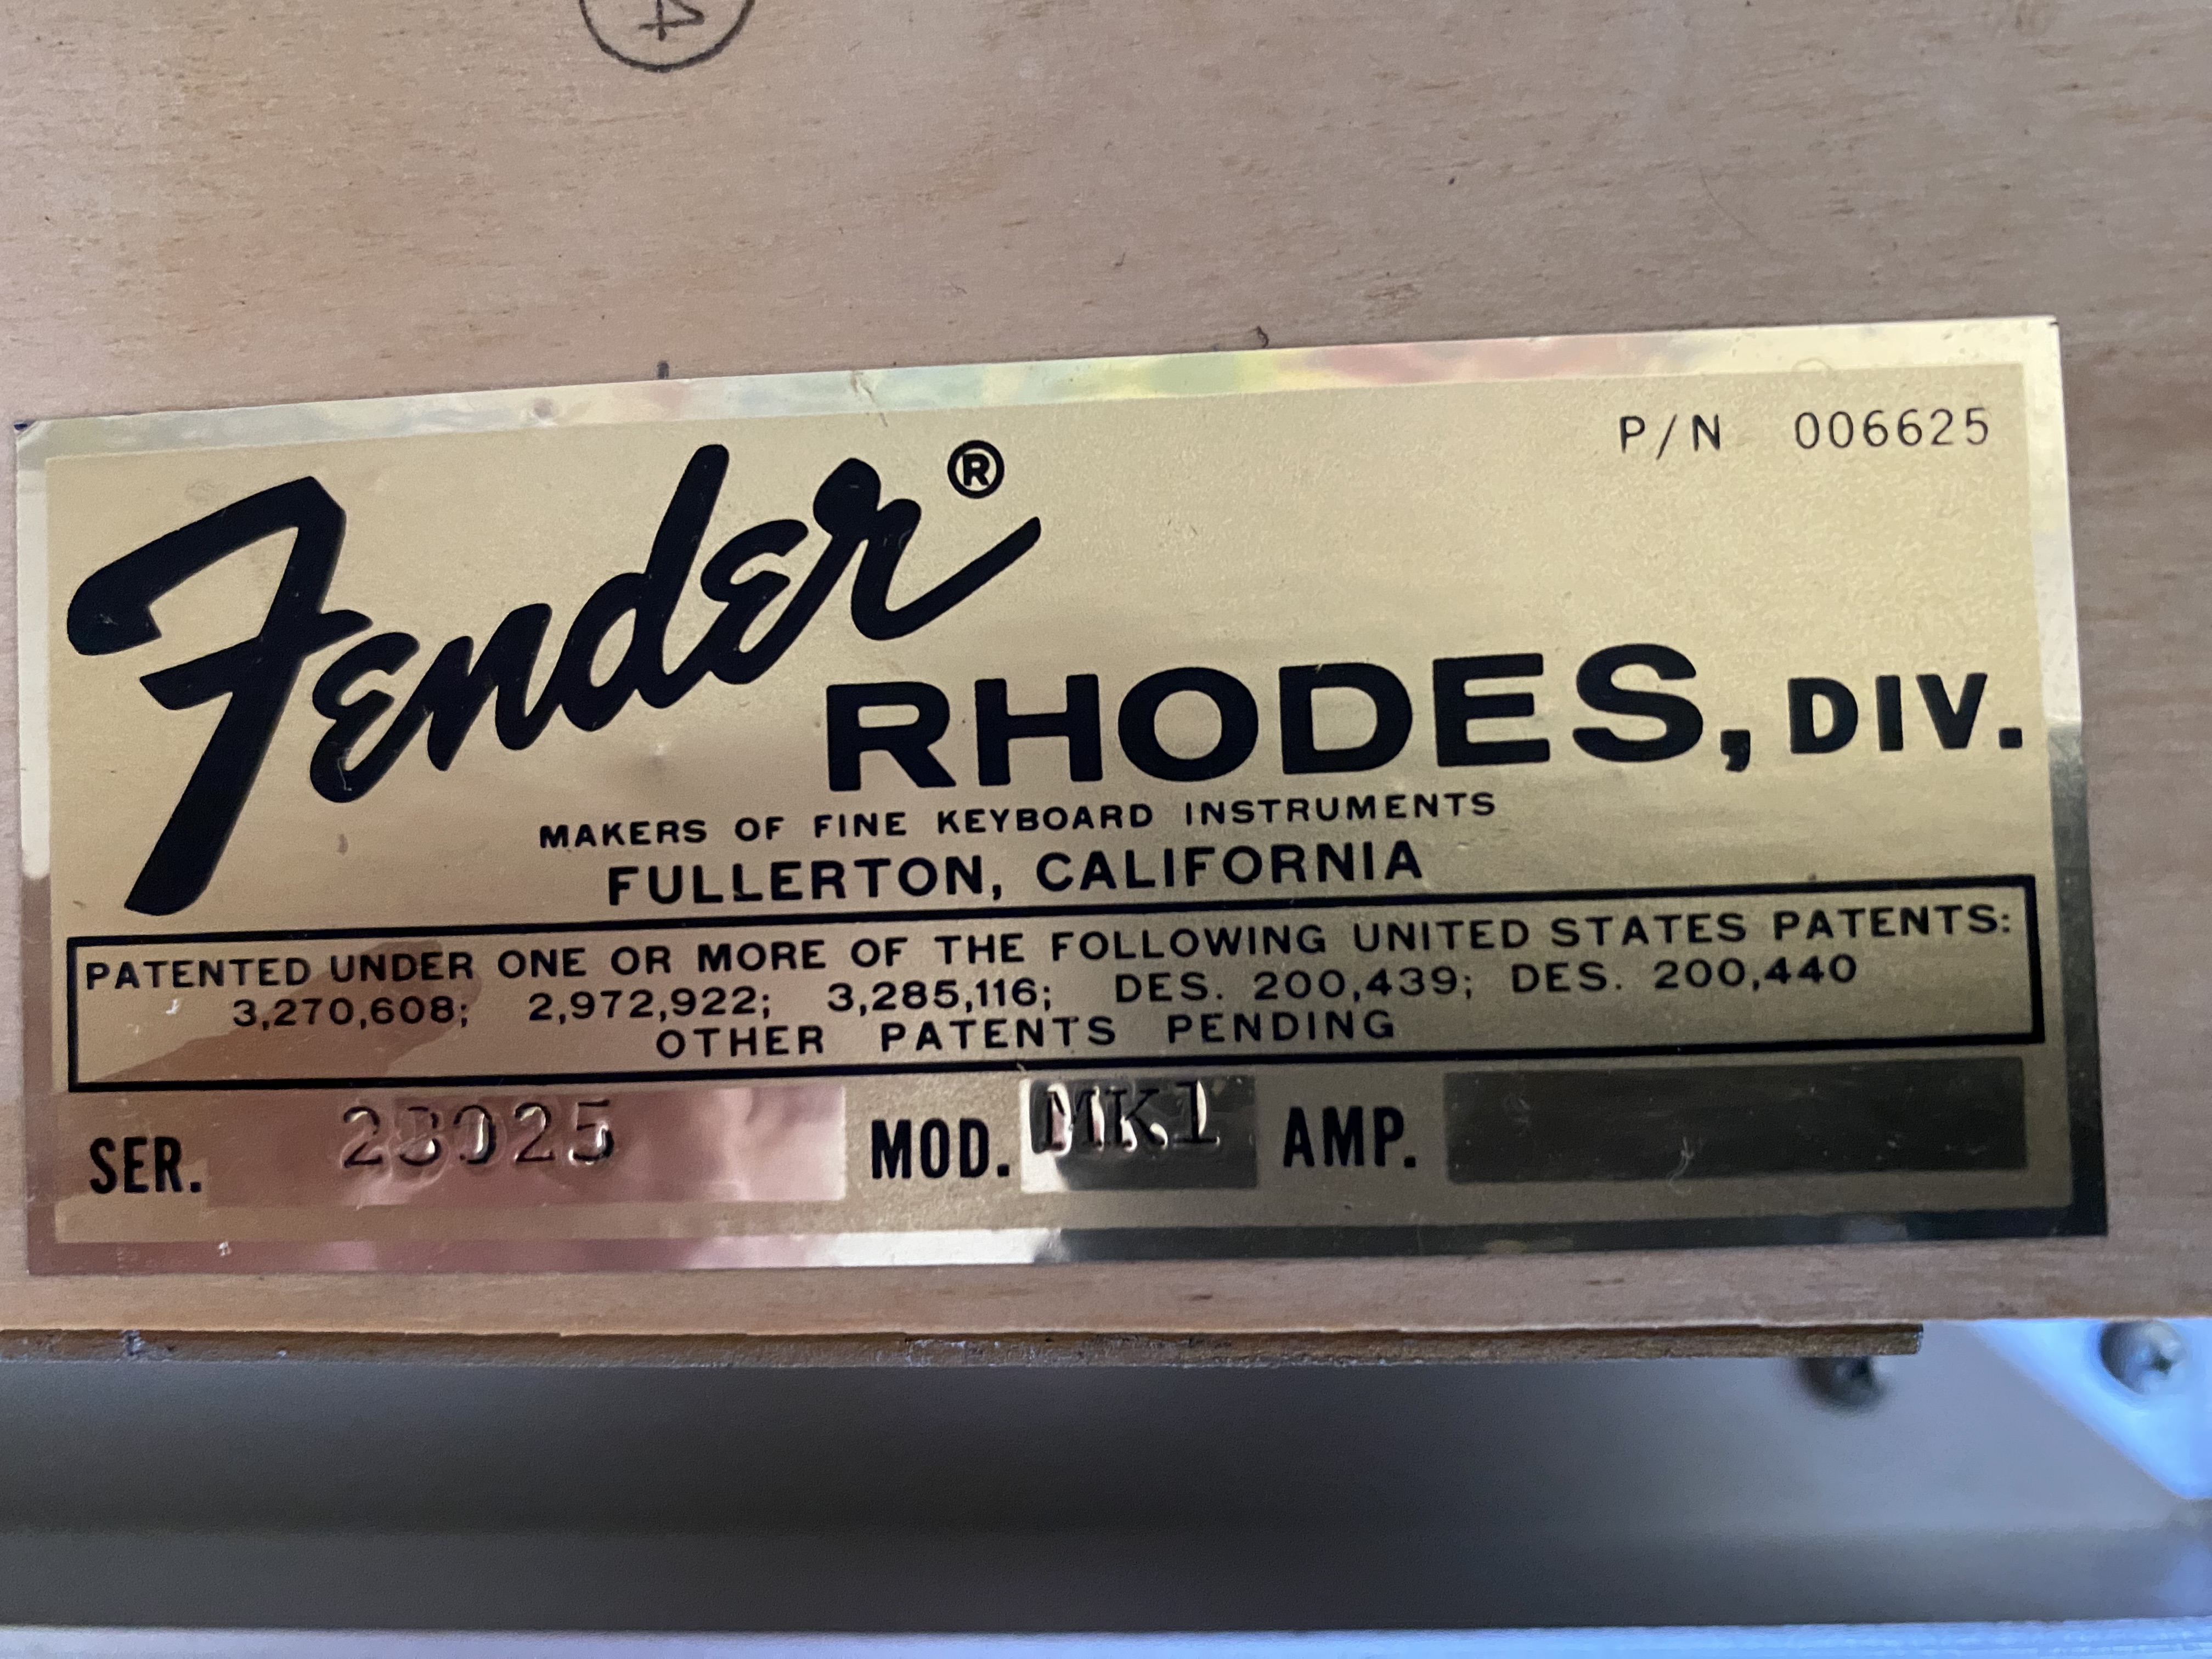 4
Fender®
P/N 006625
RHODES, DIV.
MAKERS OF FINE KEYBOARD INSTRUMENTS
FULLERTON, CALIFORNIA
PATENTED UNDER ONE OR MORE OF THE FOLLOWING UNITED STATES PATENTS:
3,270,608; 2,972,922; 3,285,116; DES. 200,439; DES. 200,440
OTHER PATENTS PENDING
SER. 23025 MOD. MK1 AMP.